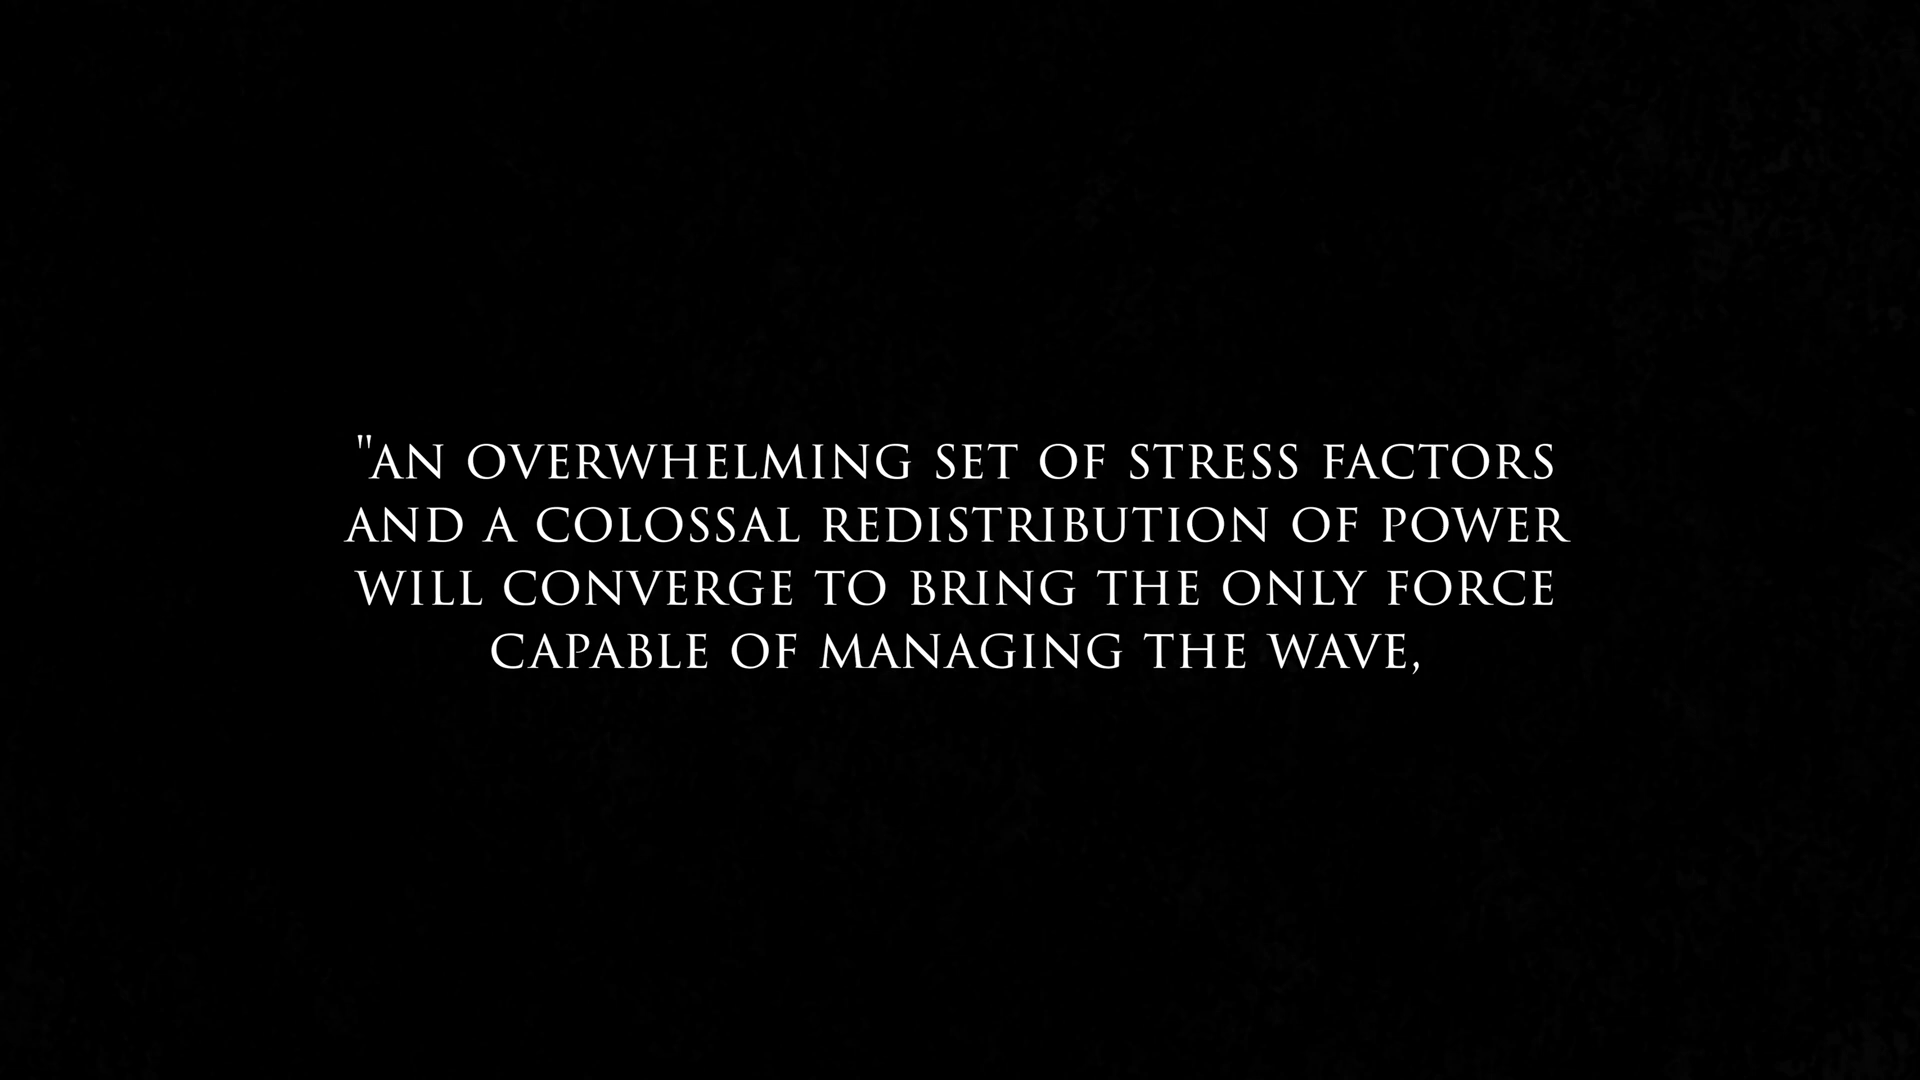 "AN OVERWHELMING SET OF STRESS FACTORS
AND A COLOSSAL REDISTRIBUTION OF POWER
WILL CONVERGE TO BRING THE ONLY FORCE
CAPABLE OF MANAGING THE WAVE,